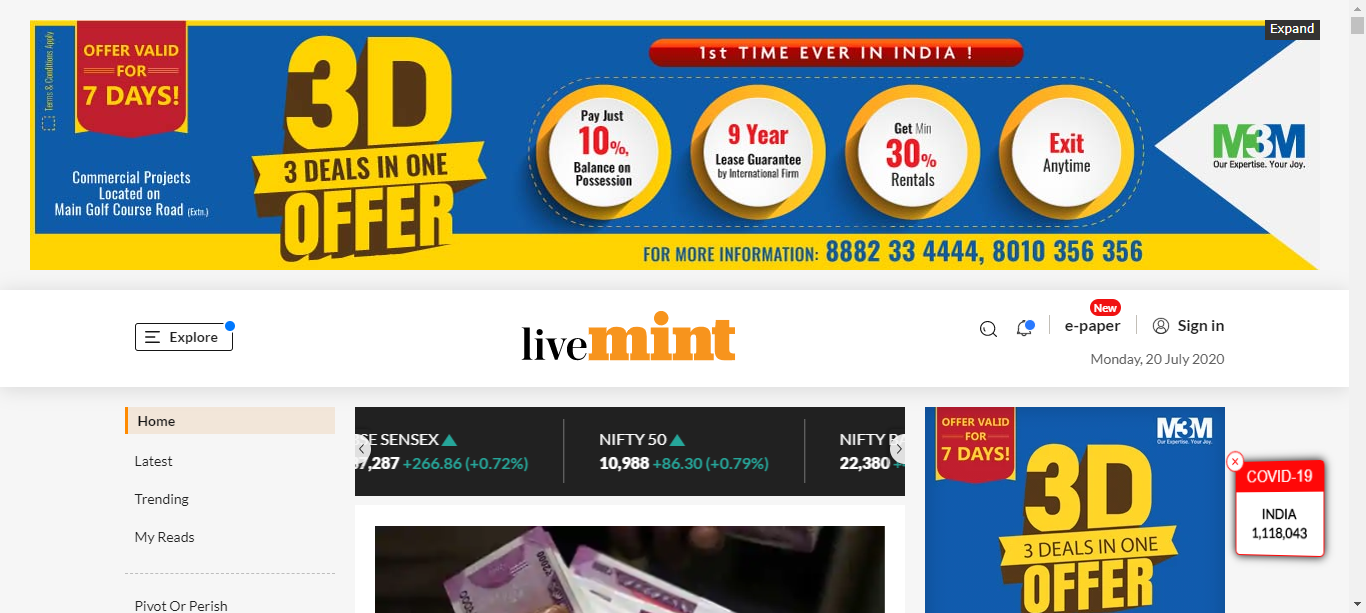 Expand
Terms & Conditions Apply
OFFER VALID
FOR
7 DAYS!
Commercial Projects
Located on
Main Golf Course Road (Extn.)
3D
3 DEALS IN ONE
OFFER
1st TIME EVER IN INDIA !
Pay Just
10%,
Balance on
Possession
9 Year
Lease Guarantee
by International Firm
Get Min
30%
Rentals
Exit
Anytime
M3M
Our Expertise. Your Joy.
FOR MORE INFORMATION: 8882 33 4444, 8010 356 356
Explore
livemint
New
e-paper
Sign in
Monday, 20 July 2020
Home
Latest
Trending
My Reads
Pivot Or Perish
SENSEX
7,287 +266.86 (+0.72%)
NIFTY 50
10,988 +86.30 (+0.79%)
NIFTY
22,380
2000
OFFER VALID
FOR
7 DAYS!
M3M
Our Expertise. Your Joy.
3D
3 DEALS IN ONE
OFFER
X
COVID-19
INDIA
1,118,043